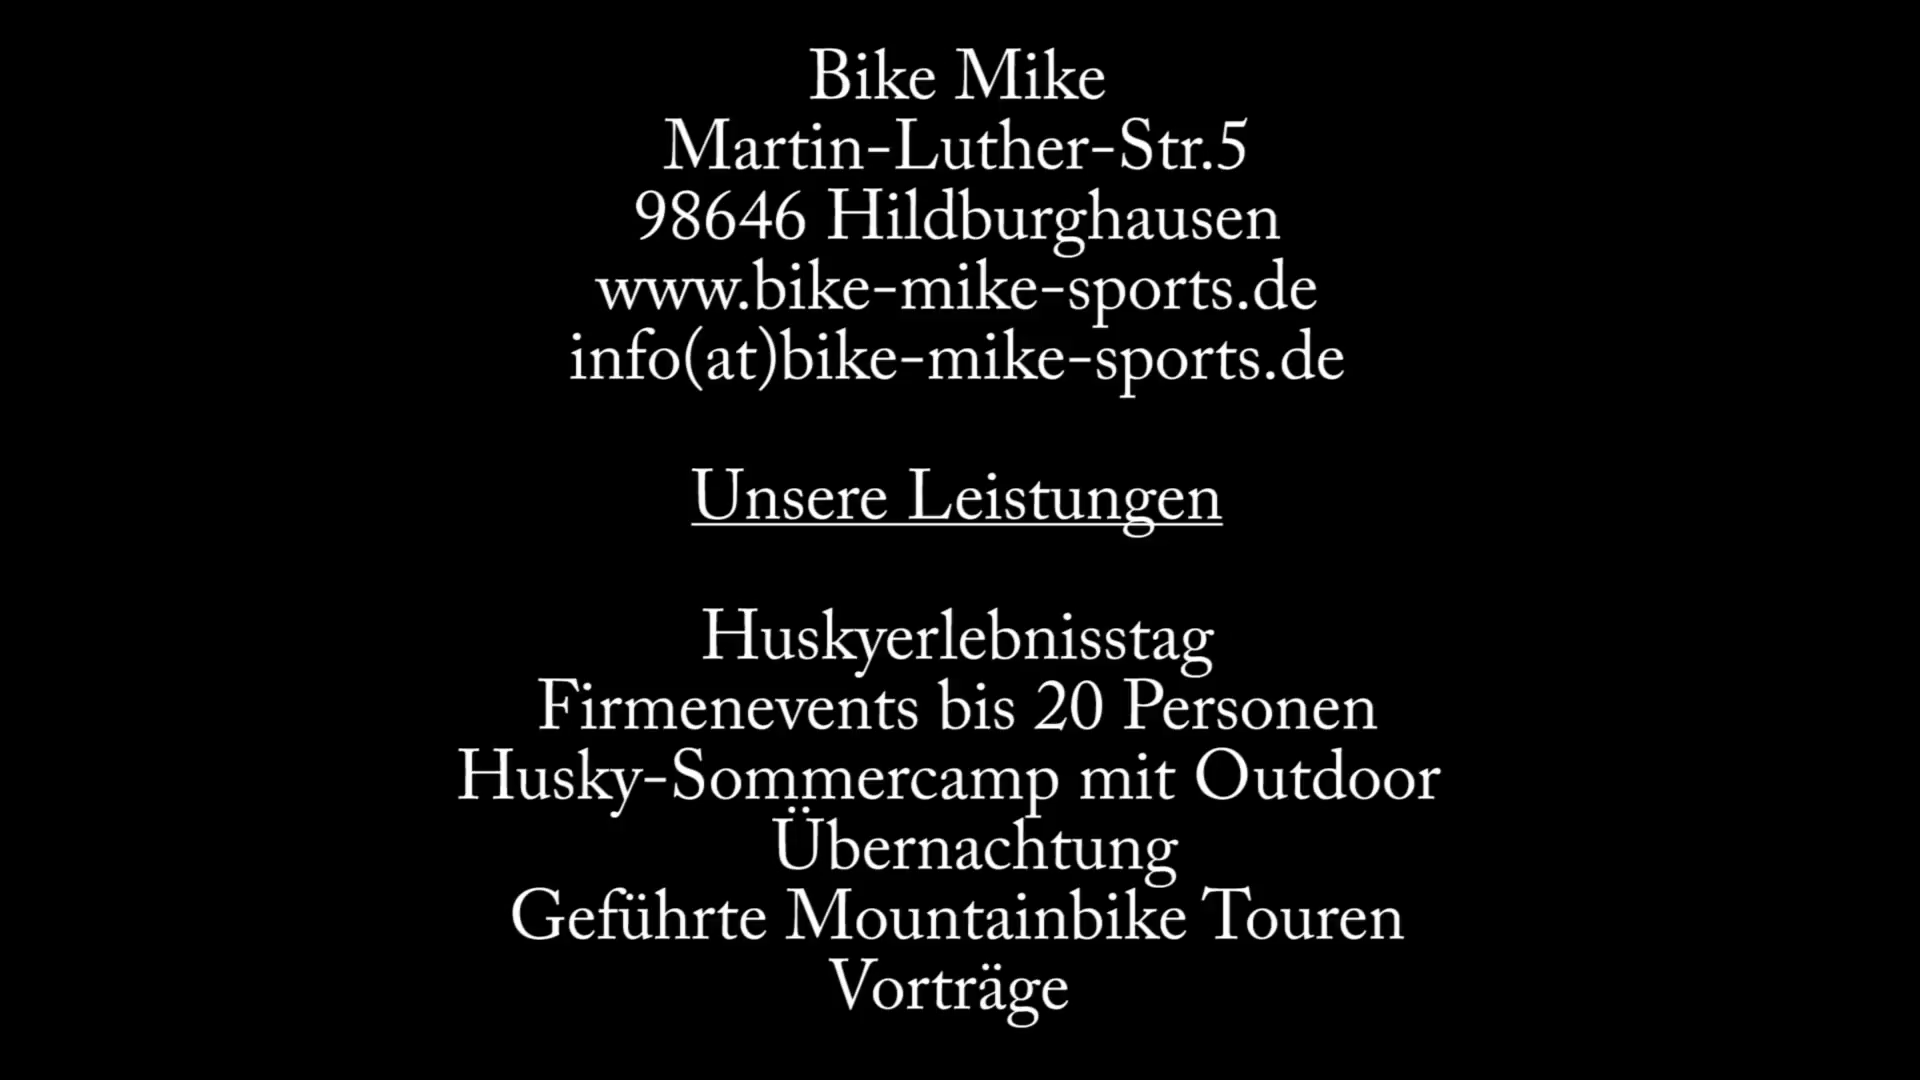 Bike Mike
Martin-Luther-Str.5
98646 Hildburghausen
www.bike-mike-sports.de
info(at)bike-mike-sports.de
Unsere Leistungen
Huskyerlebnisstag
Firmenevents bis 20 Personen
Husky-Sommercamp mit Outdoor
Übernachtung
Geführte Mountainbike Touren
Vorträge